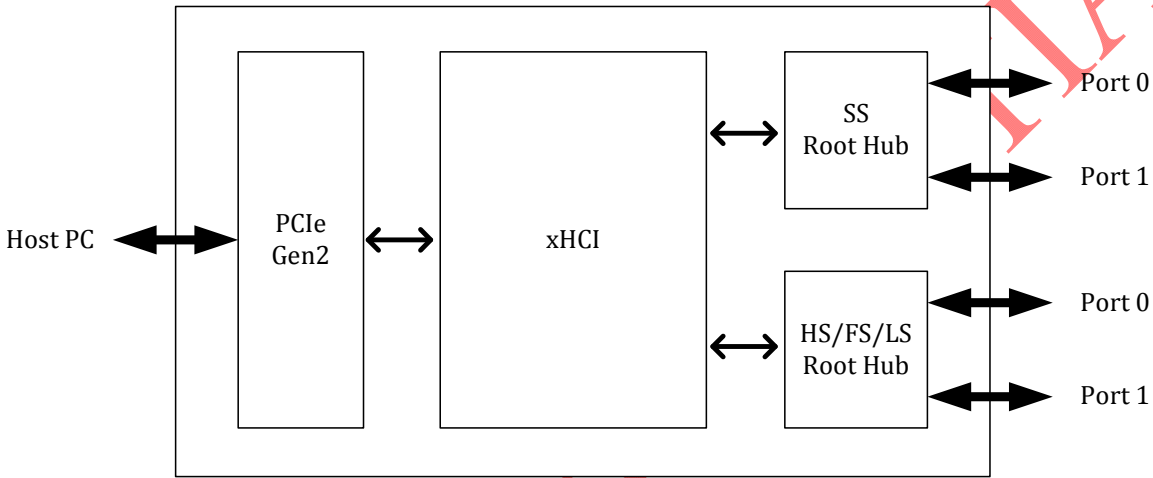 Host PC
PCIe
Gen2
xHCI
SS
Root Hub
HS/FS/LS
Root Hub
Port 0
Port 1
Port 0
Port 1